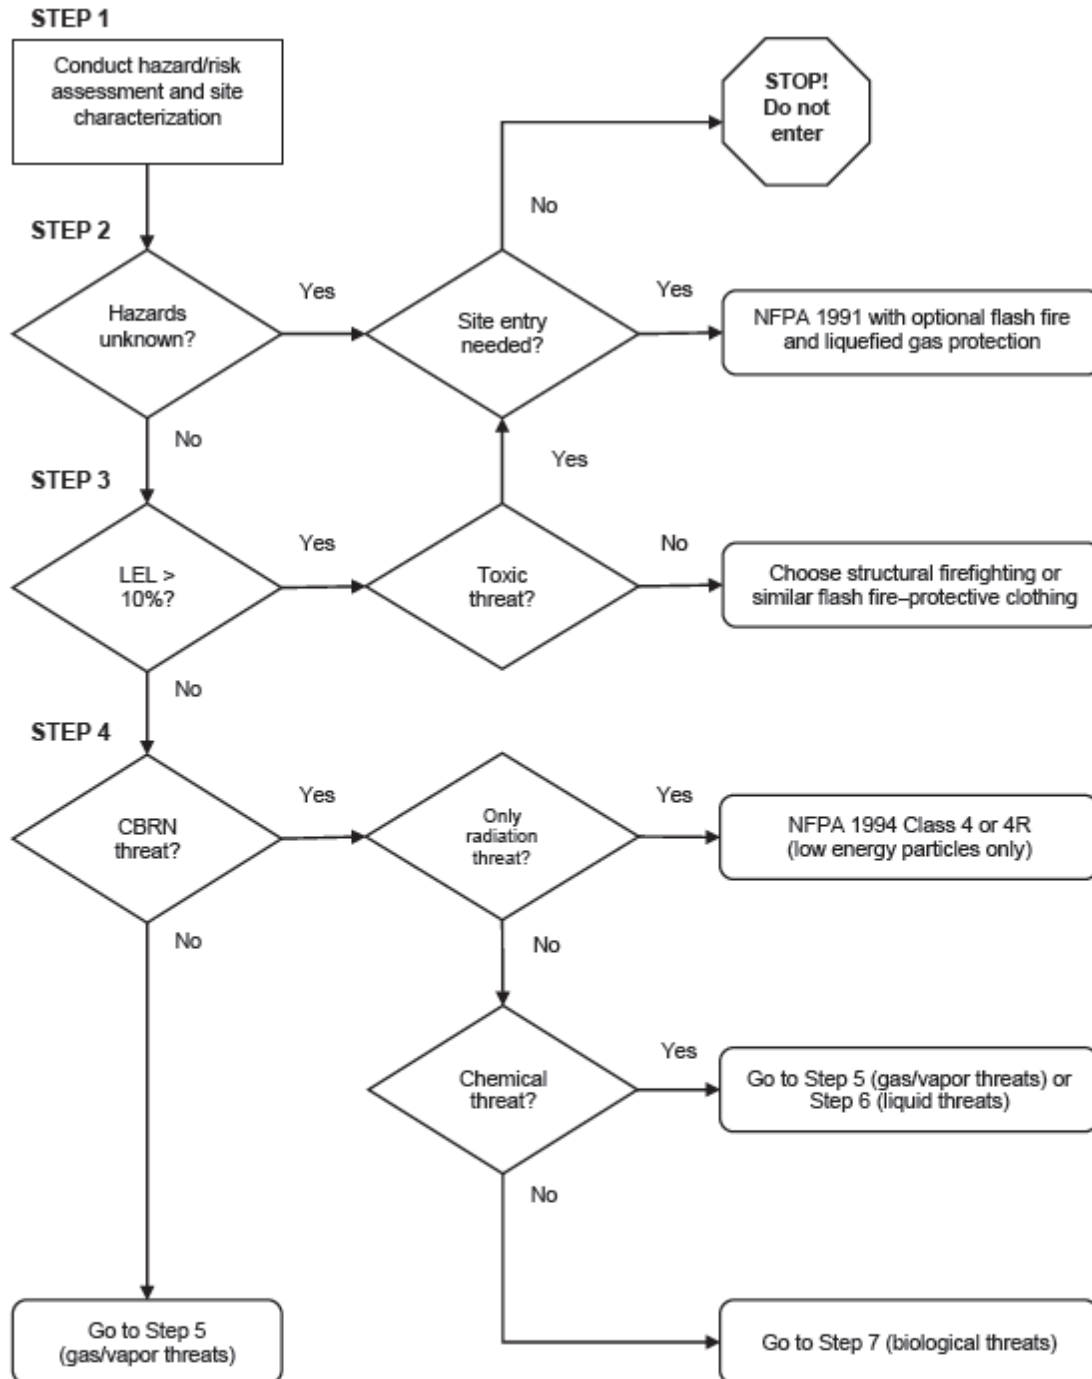 STEP 1
Conduct hazard/risk
assessment and site
characterization
STOP!
Do not
enter
No
STEP 2
Hazards
unknown?
Yes
Site entry
needed?
Yes
NFPA 1991 with optional flash fire
and liquefied gas protection
No
Yes
STEP 3
LEL >
10%?
Yes
Toxic
threat?
No
Choose structural firefighting or
similar flash fire–protective clothing
No
STEP 4
CBRN
threat?
Yes
Only
radiation
threat?
Yes
NFPA 1994 Class 4 or 4R
(low energy particles only)
No
No
Chemical
threat?
Yes
Go to Step 5 (gas/vapor threats) or
Step 6 (liquid threats)
No
Go to Step 5
(gas/vapor threats)
Go to Step 7 (biological threats)